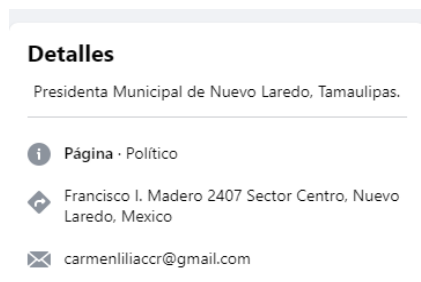 Detalles
Presidenta Municipal de Nuevo Laredo, Tamaulipas.
Página · Político
Francisco I. Madero 2407 Sector Centro, Nuevo
Laredo, Mexico
carmenliliaccr@gmail.com